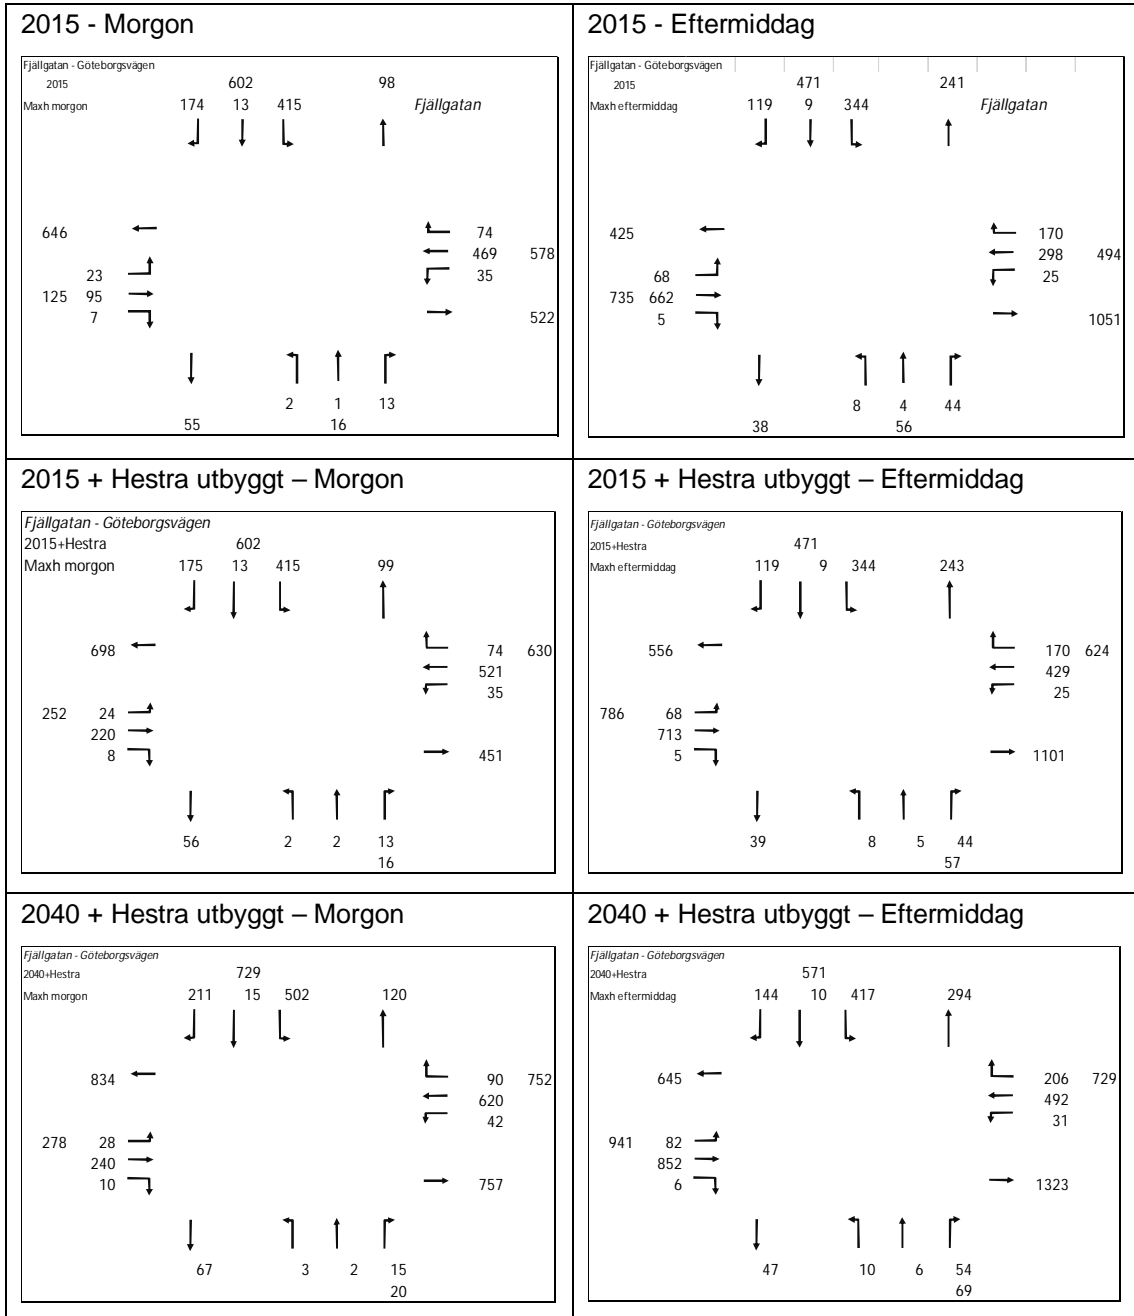 2015 - Morgon
Fjällgatan - Göteborgsvägen
2015 602 98
Maxh morgon 174 13 415 Fjällgatan
646 74
469 578
23 35
125 95
7 522
2 1 13
55 16
2015 - Eftermiddag
Fjällgatan - Göteborgsvägen
2015 471 241
Maxh eftermiddag 119 9 344 Fjällgatan
425 170
298 494
68 25
735 662
5 1051
8 4 44
38 56
2015 + Hestra utbyggt – Morgon
Fjällgatan - Göteborgsvägen
2015+Hestra 602
Maxh morgon 175 13 415 99
698 74 630
521
35
252 24
220
8 451
56 2 2 13
16
2015 + Hestra utbyggt – Eftermiddag
Fjällgatan - Göteborgsvägen
2015+Hestra 471
Maxh eftermiddag 119 9 344 243
556 170 624
429
25
786 68
713
5 1101
39 8 5 44
57
2040 + Hestra utbyggt – Morgon
Fjällgatan - Göteborgsvägen
2040+Hestra 729
Maxh morgon 211 15 502 120
834 90 752
620
42
278 28
240
10 757
67 3 2 15
20
2040 + Hestra utbyggt – Eftermiddag
Fjällgatan - Göteborgsvägen
2040+Hestra 571
Maxh eftermiddag 144 10 417 294
645 206 729
492
31
941 82
852
6 1323
47 10 6 54
69